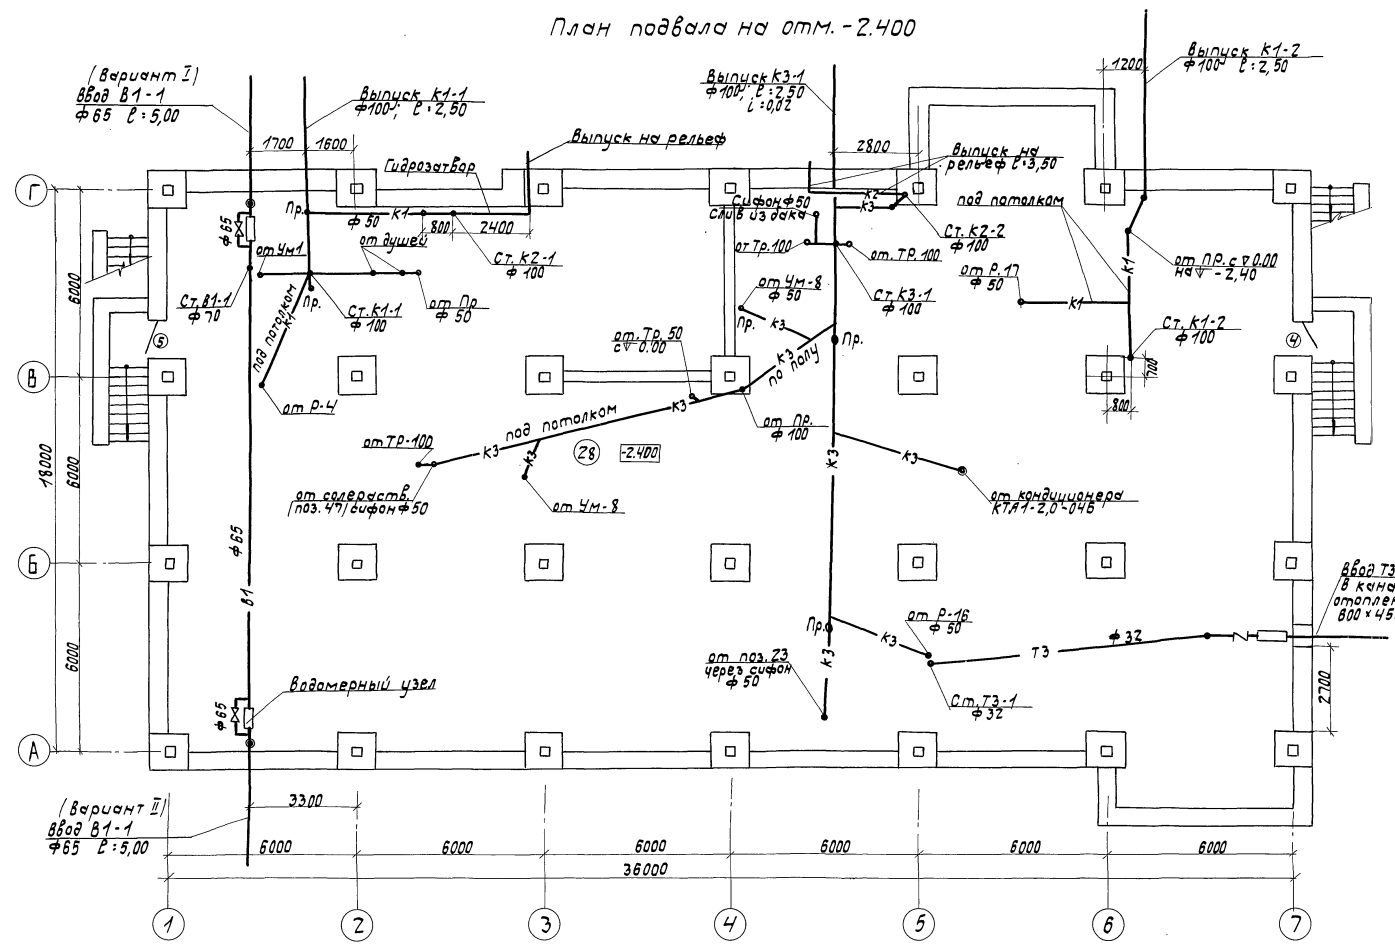 План подвала на отм. -2.400
(Вариант I)
Ввод В1-1
ф65 ℓ=5,00
Выпуск К1-1
ф100; ℓ=2,50
Выпуск К3-1
ф100; ℓ=2,50
i=0,02
Выпуск К1-2
ф100 ℓ=2,50
1200
1700
1600
Выпуск на рельеф
2800
Выпуск на
рельеф ℓ=3,50
Гидрозатвор
К2
К3
Сифон ф50
Слив из бака
под потолком
Г
Пр.
ф50
К1
800
2400
ф65
от Ум1
от душей
Ст. К2-1
ф100
от Тр.100
от. ТР.100
Ст. К2-2
ф100
К1
от ПР. с ▽0.00
на ▽ -2,40
6000
Ст. В1-1
ф70
под потолком
К1
Пр.
Ст. К1-1
ф100
от Пр
ф50
от Ум-8
ф50
Пр.
К3
Ст. К3-1
ф100
от Р.17
ф50
К1
Ст. К1-2
ф100
5
от. Тр. 50
с ▽ 0.00
К3
по полу
Пр.
4
В
от Р-4
К3
700
800
под потолком
от ТР-100
К3
К3
28
-2.400
от Пр.
ф100
К3
К3
18000
6000
от солераств.
/поз. 47/ сифон ф50
от Ум-8
от кондиционера
КТА1-2,0-04Б
ф65
Б
В1
Ввод Т3
в кана
отоплен
800×45
Пр.
К3
от Р-16
ф50
Т3
ф32
6000
от поз. 23
через сифон
ф50
К3
Ст. Т3-1
ф32
2700
Водомерный узел
ф65
А
(Вариант II)
Ввод В1-1
ф65 ℓ=5,00
3300
6000
6000
6000
6000
6000
6000
36000
1
2
3
4
5
6
7